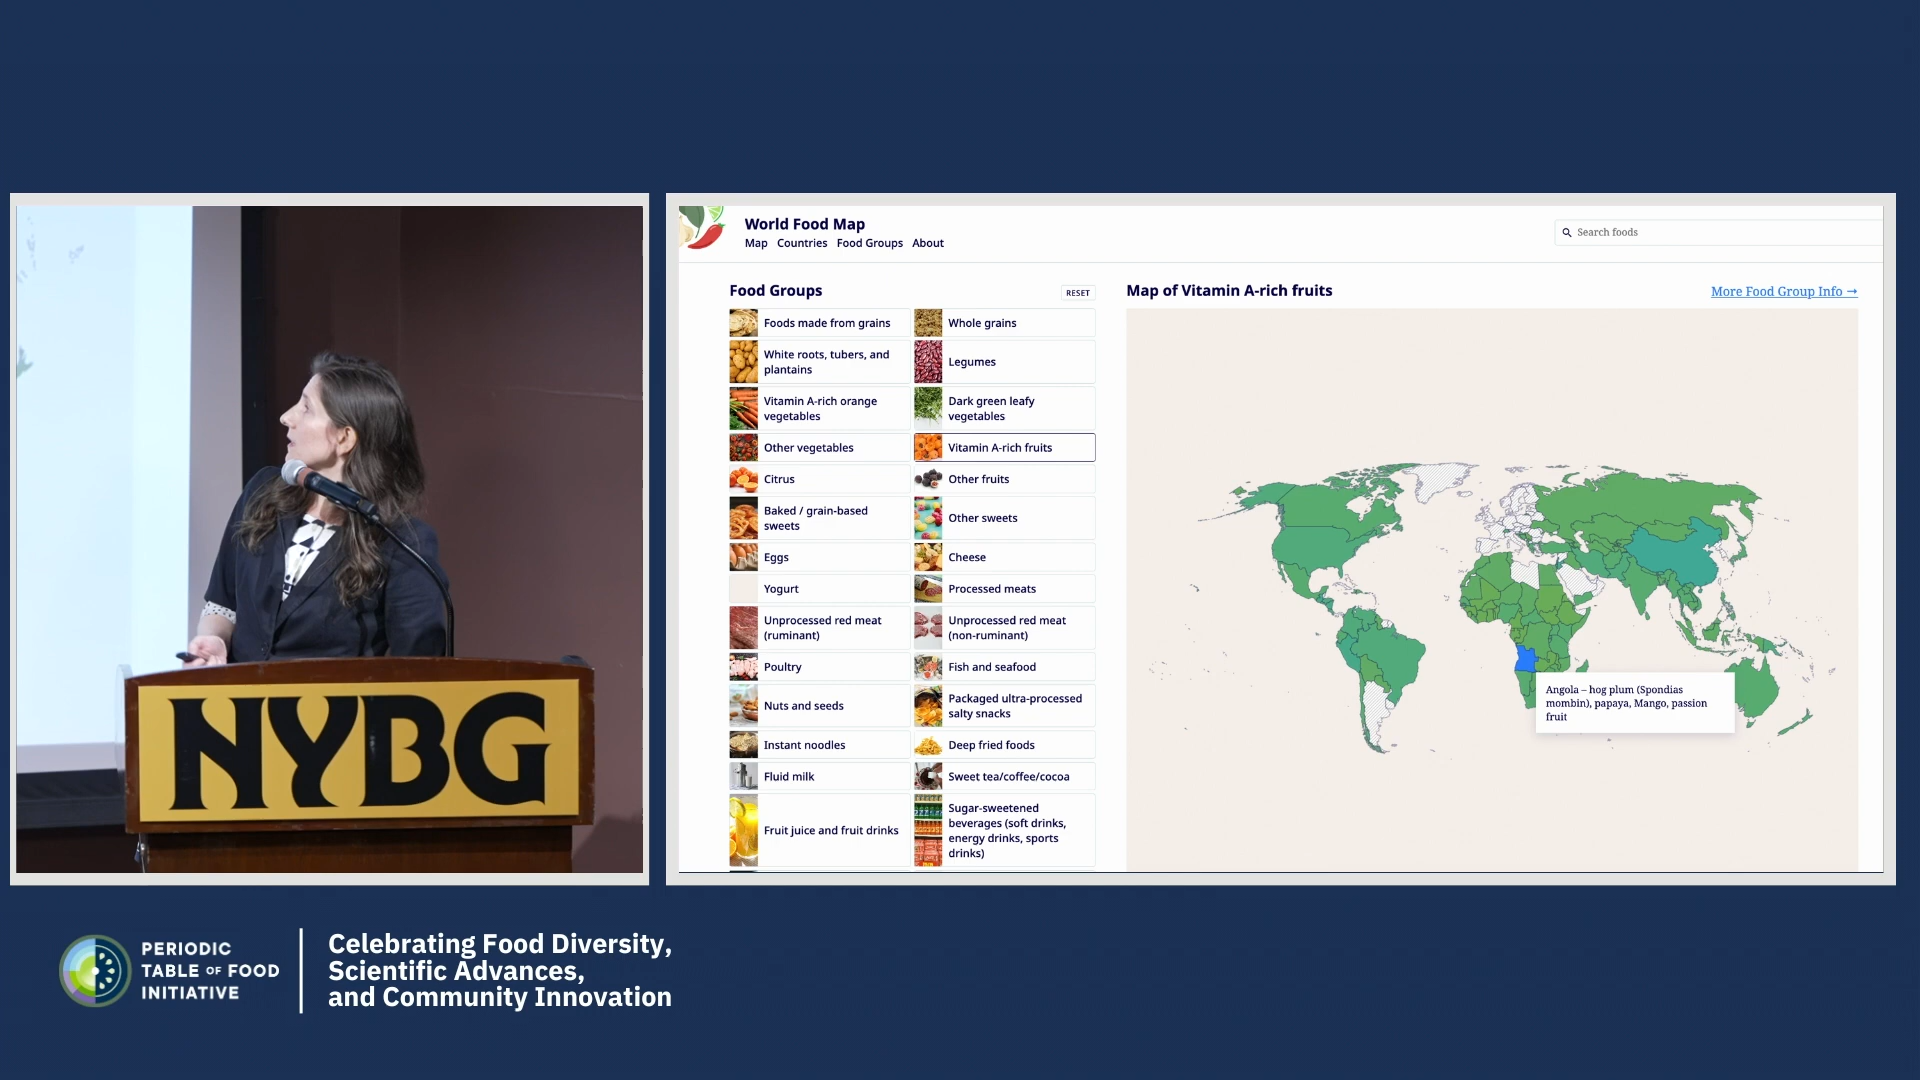 NYBG
World Food Map
Map Countries Food Groups About
Search foods
Food Groups
RESET
Foods made from grains
Whole grains
White roots, tubers, and
plantains
Legumes
Vitamin A-rich orange
vegetables
Dark green leafy
vegetables
Other vegetables
Vitamin A-rich fruits
Citrus
Other fruits
Baked / grain-based
sweets
Other sweets
Eggs
Cheese
Yogurt
Processed meats
Unprocessed red meat
(ruminant)
Unprocessed red meat
(non-ruminant)
Poultry
Fish and seafood
Nuts and seeds
Packaged ultra-processed
salty snacks
Instant noodles
Deep fried foods
Fluid milk
Sweet tea/coffee/cocoa
Fruit juice and fruit drinks
Sugar-sweetened
beverages (soft drinks,
energy drinks, sports
drinks)
Map of Vitamin A-rich fruits
More Food Group Info →
Angola – hog plum (Spondias
mombin), papaya, Mango, passion
fruit
PERIODIC
TABLE OF FOOD
INITIATIVE
Celebrating Food Diversity,
Scientific Advances,
and Community Innovation